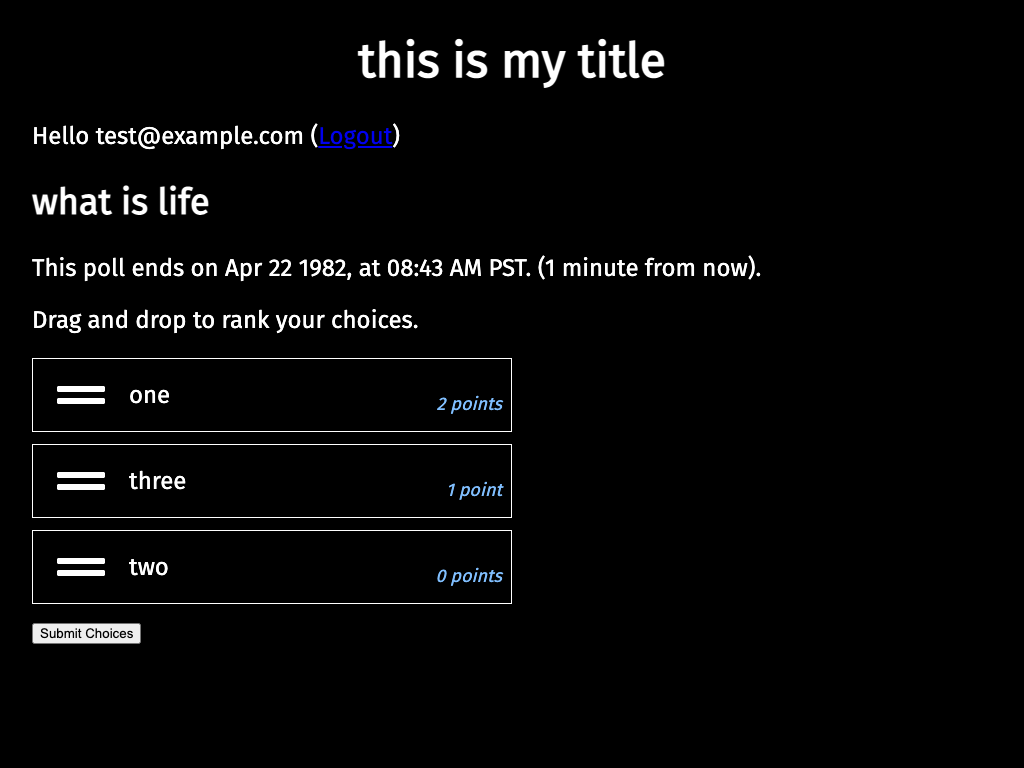 this is my title
Hello test@example.com (Logout)
what is life
This poll ends on Apr 22 1982, at 08:43 AM PST. (1 minute from now).
Drag and drop to rank your choices.
one
2 points
three
1 point
two
0 points
Submit Choices